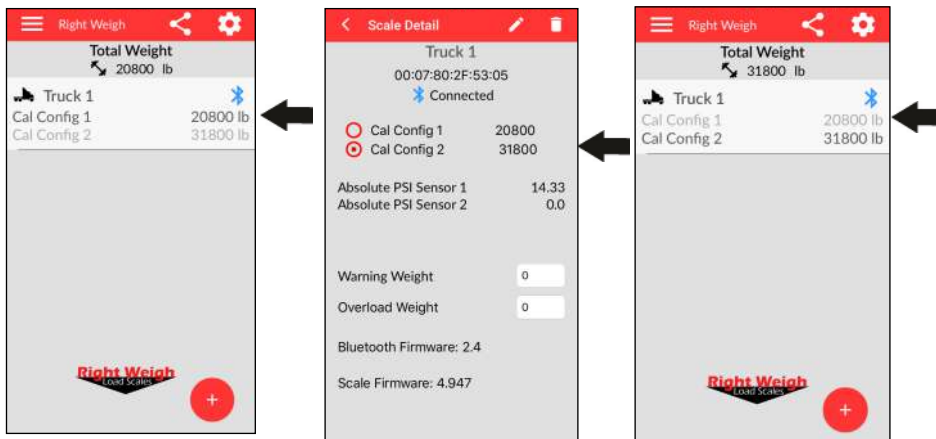 Right Weigh
Total Weight
20800 lb
Truck 1
Cal Config 1 20800 lb
Cal Config 2 31800 lb
Right Weigh
Load Scales
+
Scale Detail
Truck 1
00:07:80:2F:53:05
Connected
Cal Config 1 20800
Cal Config 2 31800
Absolute PSI Sensor 1 14.33
Absolute PSI Sensor 2 0.0
Warning Weight 0
Overload Weight 0
Bluetooth Firmware: 2.4
Scale Firmware: 4.947
Right Weigh
Total Weight
31800 lb
Truck 1
Cal Config 1 20800 lb
Cal Config 2 31800 lb
Right Weigh
Load Scales
+